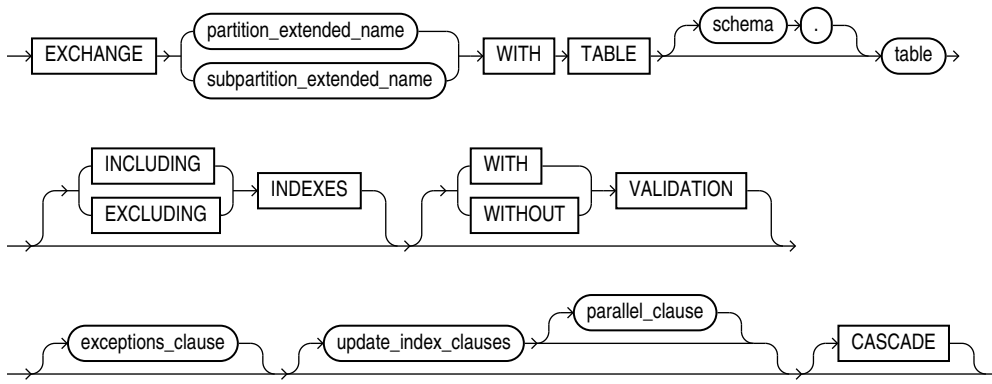 partition_extended_name schema .
EXCHANGE WITH TABLE table
subpartition_extended_name
INCLUDING WITH
INDEXES VALIDATION
EXCLUDING WITHOUT
parallel_clause
exceptions_clause update_index_clauses CASCADE